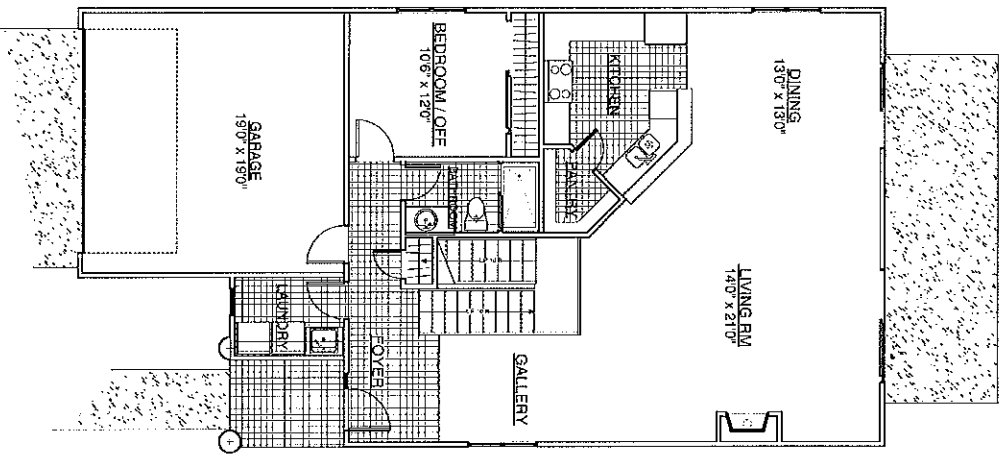 BEDROOM / OFF
10'6" x 12'0"
KITCHEN
DINING
13'0" x 13'0"
GARAGE
19'0" x 19'0"
BATHROOM
PANTRY
LIVING RM
14'0" x 21'0"
LAUNDRY
FOYER
GALLERY